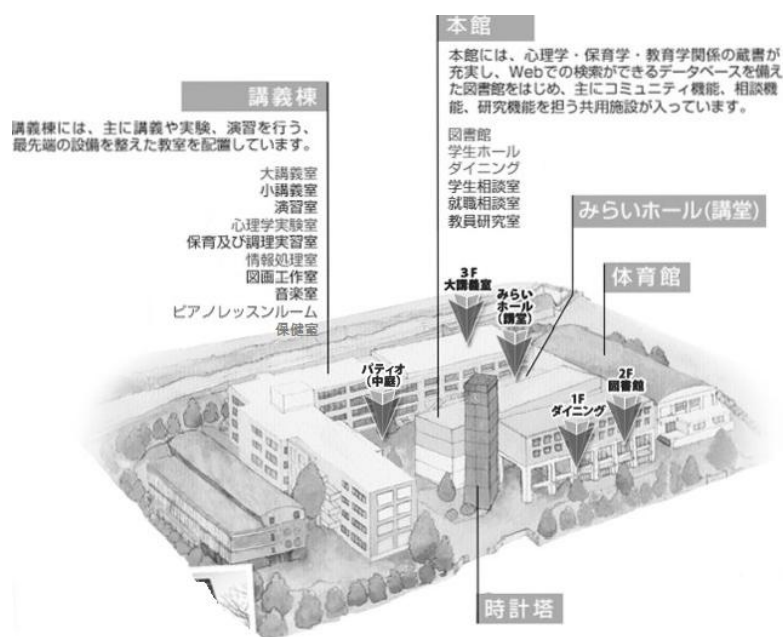 本館
本館には、心理学・保育学・教育学関係の蔵書が
充実し、Webでの検索ができるデータベースを備え
た図書館をはじめ、主にコミュニティ機能、相談機
能、研究機能を担う共用施設が入っています。
図書館
学生ホール
ダイニング
学生相談室
就職相談室
教員研究室
講義棟
講義棟には、主に講義や実験、演習を行う、
最先端の設備を整えた教室を配置しています。
大講義室
小講義室
演習室
心理学実験室
保育及び調理実習室
情報処理室
図画工作室
音楽室
ピアノレッスンルーム
保健室
みらいホール(講堂)
体育館
3F
大講義室
みらい
ホール
(講堂)
パティオ
(中庭)
1F
ダイニング
2F
図書館
時計塔